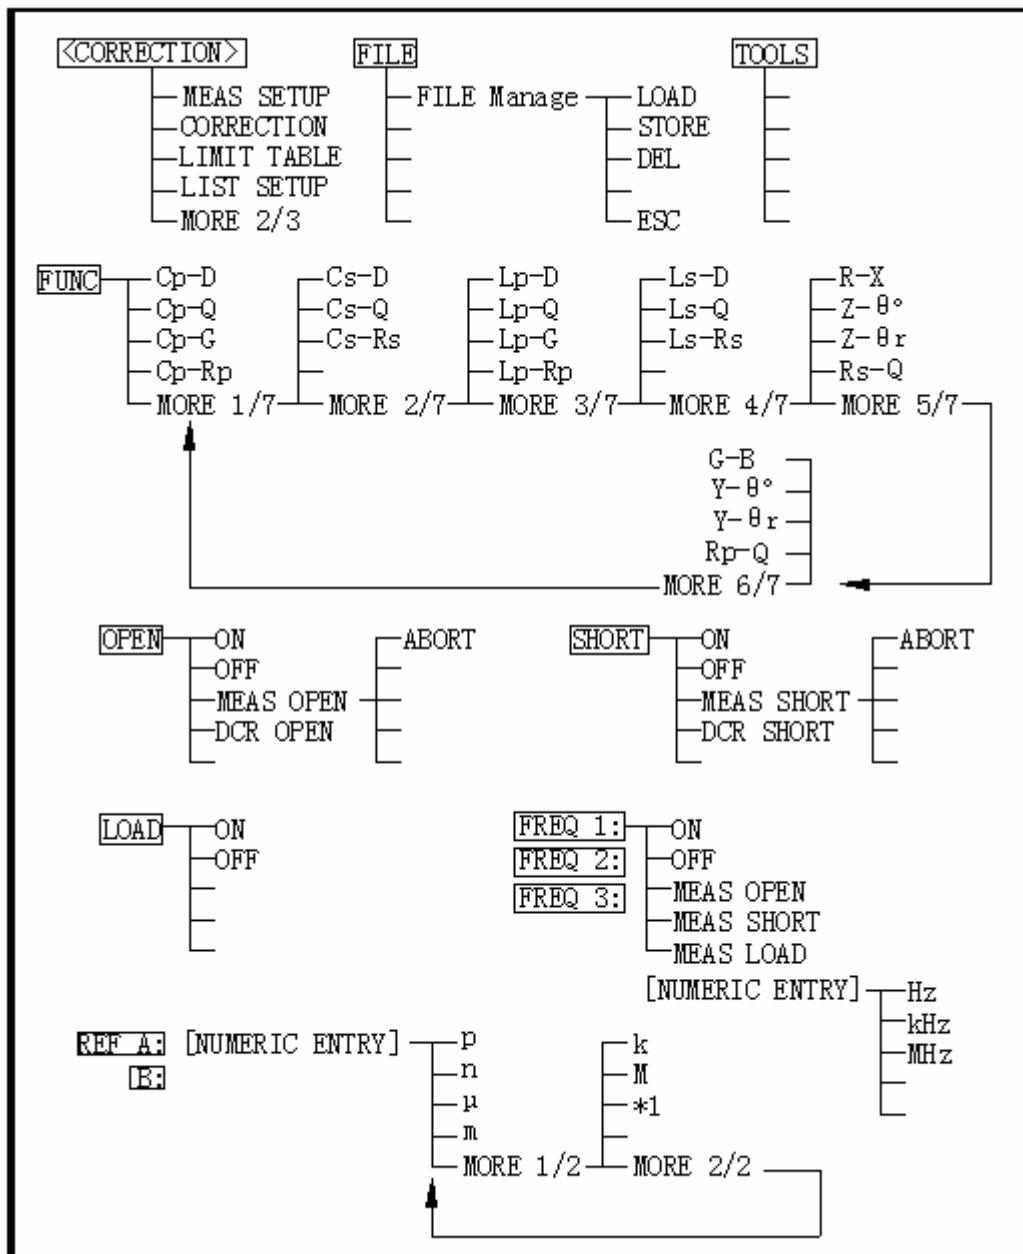 <CORRECTION> FILE TOOLS
MEAS SETUP FILE Manage LOAD
CORRECTION STORE
LIMIT TABLE DEL
LIST SETUP
MORE 2/3 ESC
FUNC Cp-D Cs-D Lp-D Ls-D R-X
Cp-Q Cs-Q Lp-Q Ls-Q Z-θ°
Cp-G Cs-Rs Lp-G Ls-Rs Z-θr
Cp-Rp Lp-Rp Rs-Q
MORE 1/7 MORE 2/7 MORE 3/7 MORE 4/7 MORE 5/7
G-B
Y-θ°
Y-θr
Rp-Q
MORE 6/7
OPEN ON ABORT SHORT ON ABORT
OFF OFF
MEAS OPEN MEAS SHORT
DCR OPEN DCR SHORT
LOAD ON FREQ 1: ON
OFF FREQ 2: OFF
FREQ 3: MEAS OPEN
MEAS SHORT
MEAS LOAD
[NUMERIC ENTRY] Hz
kHz
MHz
REF A: [NUMERIC ENTRY] p k
B: n M
μ *1
m
MORE 1/2 MORE 2/2